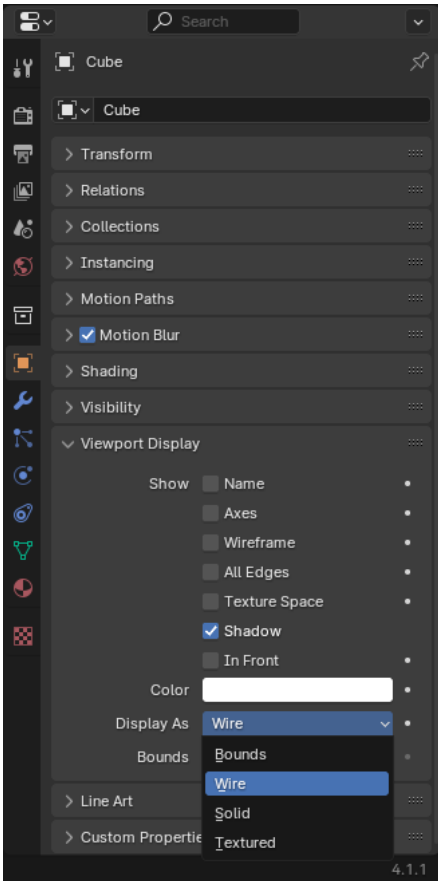 Search
Cube
Cube
Transform
Relations
Collections
Instancing
Motion Paths
Motion Blur
Shading
Visibility
Viewport Display
Show Name
Axes
Wireframe
All Edges
Texture Space
Shadow
In Front
Color
Display As Wire
Bounds
Bounds
Wire
Solid
Textured
Line Art
Custom Propertie
4.1.1